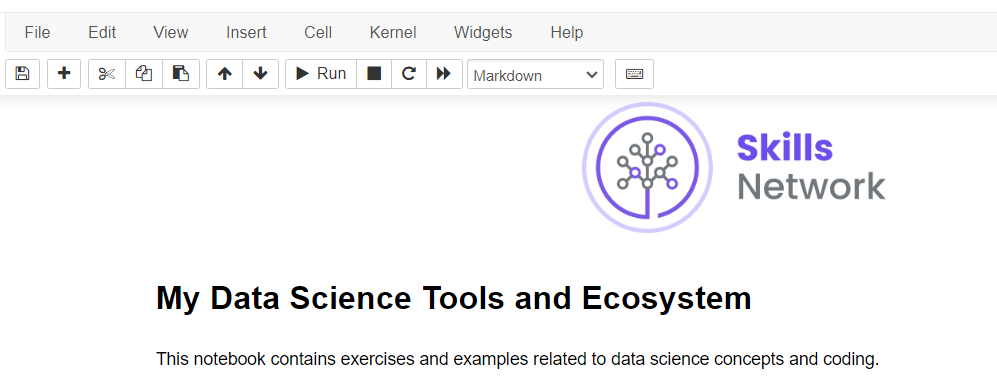 File Edit View Insert Cell Kernel Widgets Help
Run Markdown
Skills
Network
My Data Science Tools and Ecosystem
This notebook contains exercises and examples related to data science concepts and coding.